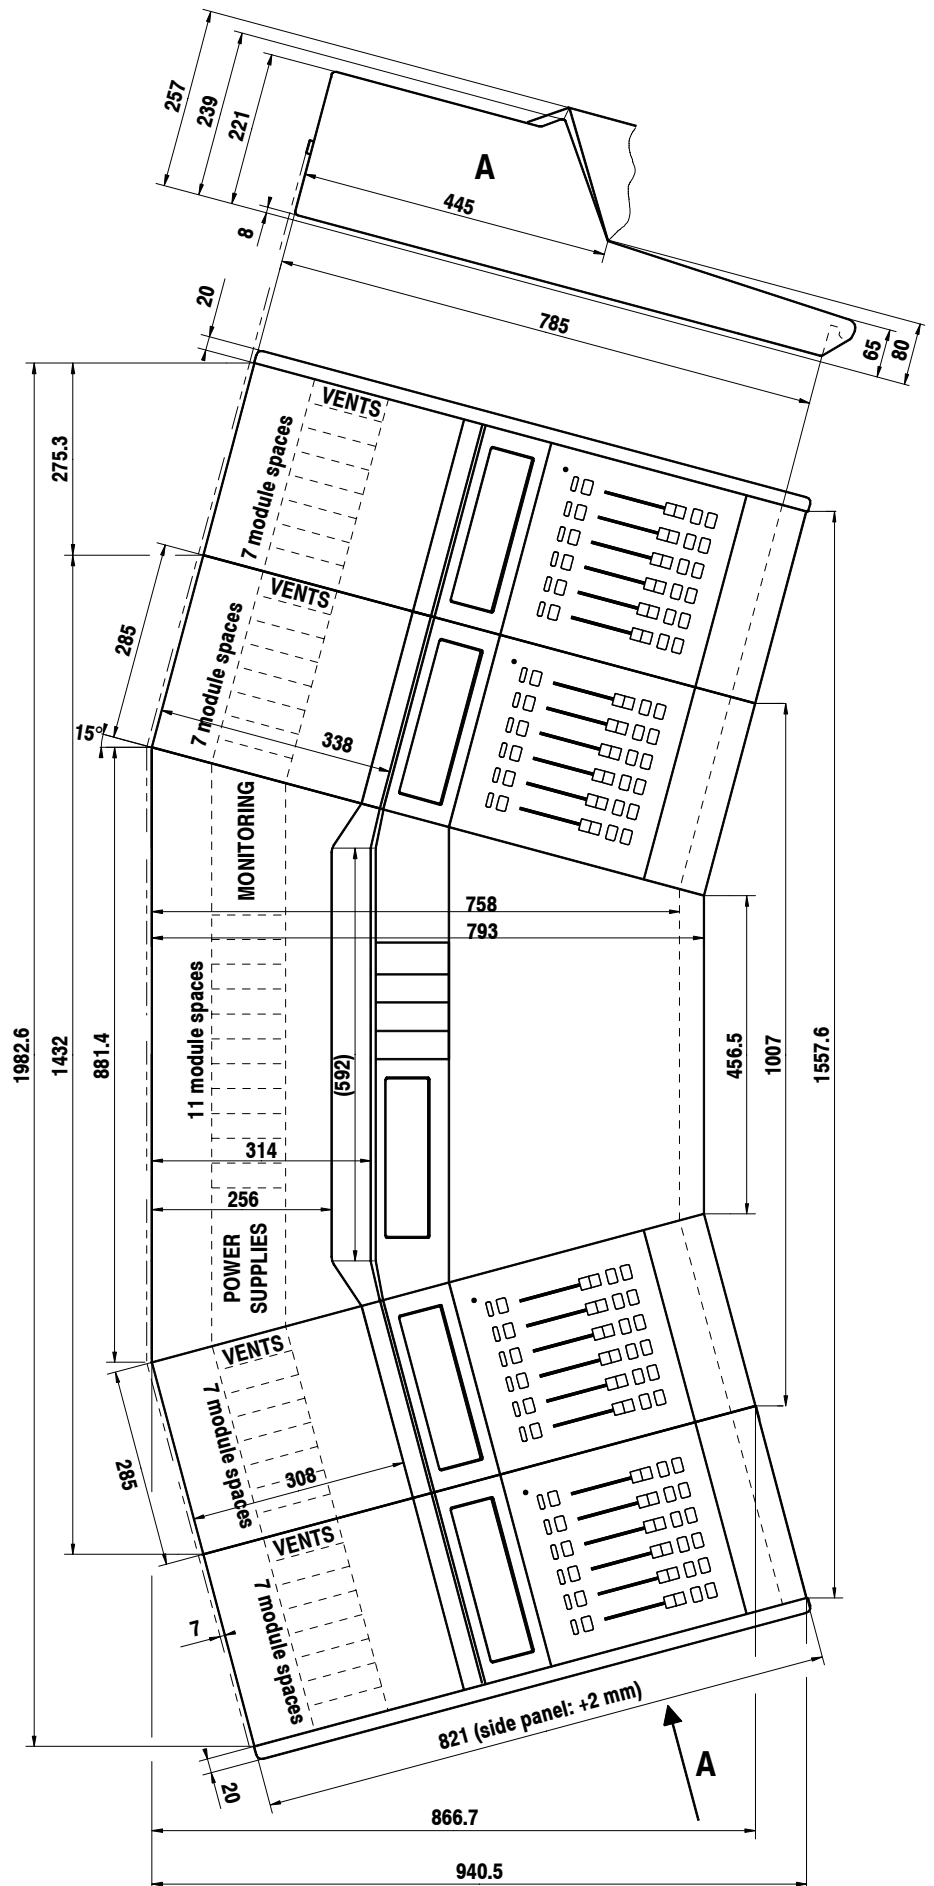 257
239
221
8
A
445
20
785
65
80
VENTS
7 module spaces
275.3
VENTS
7 module spaces
285
15°
338
MONITORING
758
793
11 module spaces
1982.6
1432
881.4
(592)
456.5
1007
1557.6
314
256
POWER
SUPPLIES
VENTS
7 module spaces
285
308
VENTS
7 module spaces
7
821 (side panel: +2 mm)
20
A
866.7
940.5